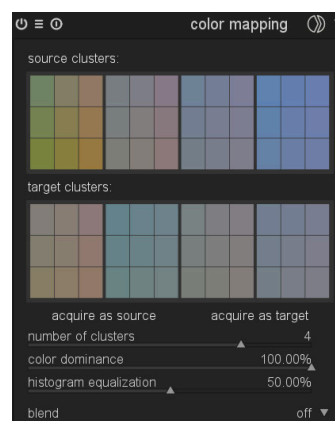 color mapping
source clusters:
target clusters:
acquire as source acquire as target
number of clusters 4
color dominance 100.00%
histogram equalization 50.00%
blend off